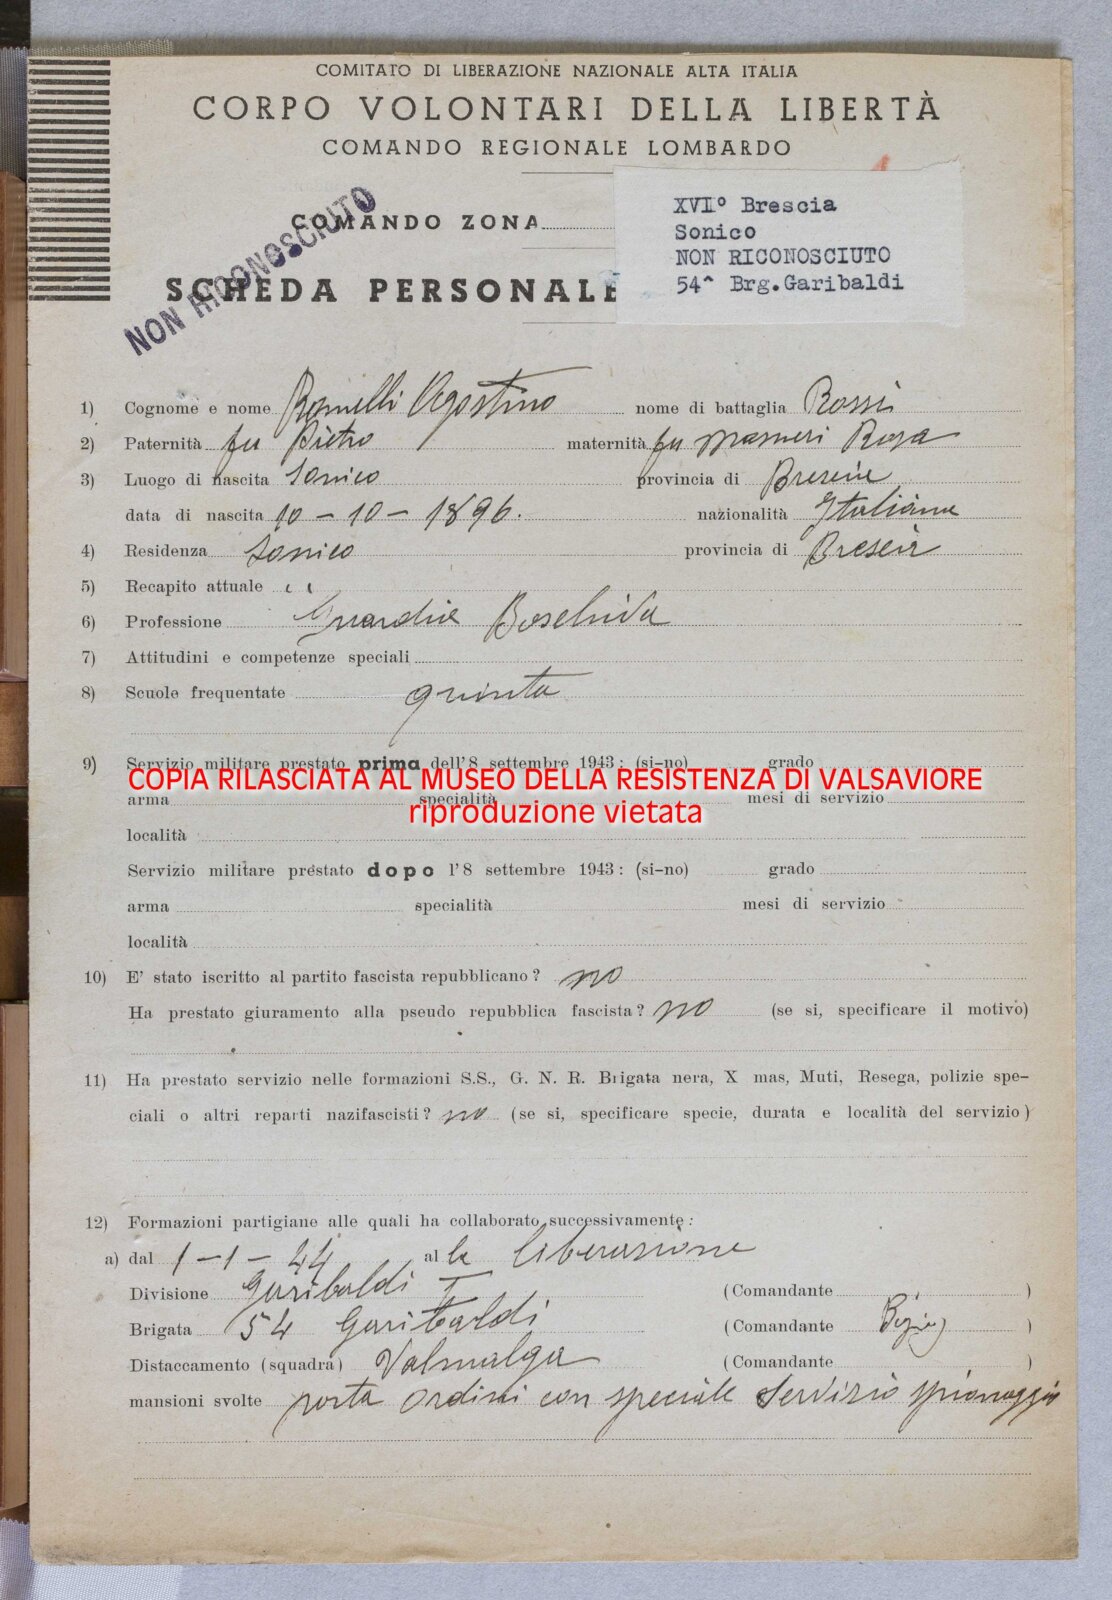 COMITATO DI LIBERAZIONE NAZIONALE ALTA ITALIA
CORPO VOLONTARI DELLA LIBERTÀ
COMANDO REGIONALE LOMBARDO
COMANDO ZONA
NON RICONOSCIUTO
XVI° Brescia
Sonico
NON RICONOSCIUTO
54^ Brg.Garibaldi
SCHEDA PERSONALE
1) Cognome e nome Romelli Agostino nome di battaglia Rossi
2) Paternità fu Pietro maternità fu Masneri Rosa
3) Luogo di nascita Sonico provincia di Brescia
data di nascita 10-10-1896. nazionalità Italiana
4) Residenza Sonico provincia di Brescia
5) Recapito attuale " "
6) Professione Guardia Boschiva
7) Attitudini e competenze speciali
8) Scuole frequentate quinta
9) Servizio militare prestato prima dell'8 settembre 1943: (si-no) grado
COPIA RILASCIATA AL MUSEO DELLA RESISTENZA DI VALSAVIORE
arma specialità mesi di servizio
riproduzione vietata
località
Servizio militare prestato dopo l'8 settembre 1943: (si-no) grado
arma specialità mesi di servizio
località
10) E' stato iscritto al partito fascista repubblicano? no
Ha prestato giuramento alla pseudo repubblica fascista? no (se si, specificare il motivo)
11) Ha prestato servizio nelle formazioni S.S., G. N. R. Brigata nera, X mas, Muti, Resega, polizie spe-
ciali o altri reparti nazifascisti? no (se si, specificare specie, durata e località del servizio)
12) Formazioni partigiane alle quali ha collaborato successivamente:
a) dal 1-1-44 al la liberazione
Divisione Garibaldi I (Comandante )
Brigata 54 Garibaldi (Comandante )
Distaccamento (squadra) Valmalga (Comandante )
mansioni svolte porta ordini con speciale servizio spionaggio